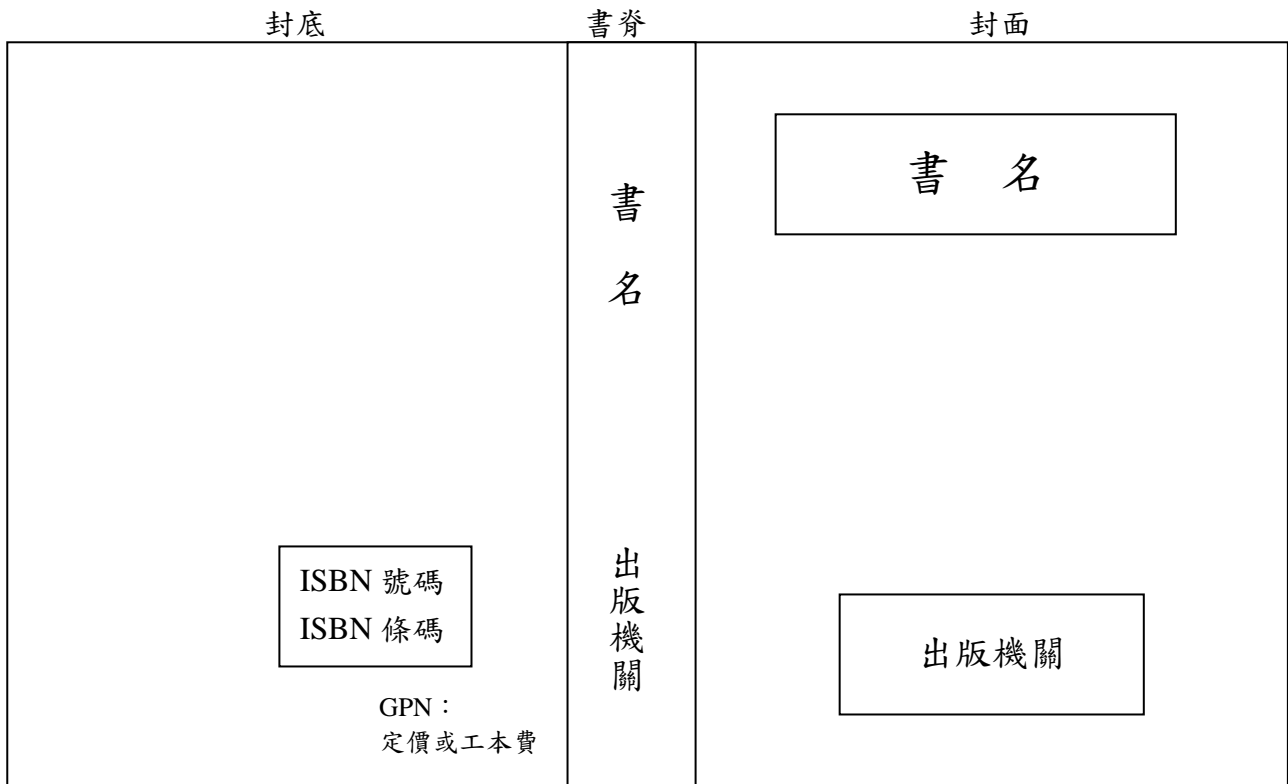 封底
書脊
封面
書名
出版機關
書 名
出版機關
ISBN 號碼
ISBN 條碼
GPN：
定價或工本費